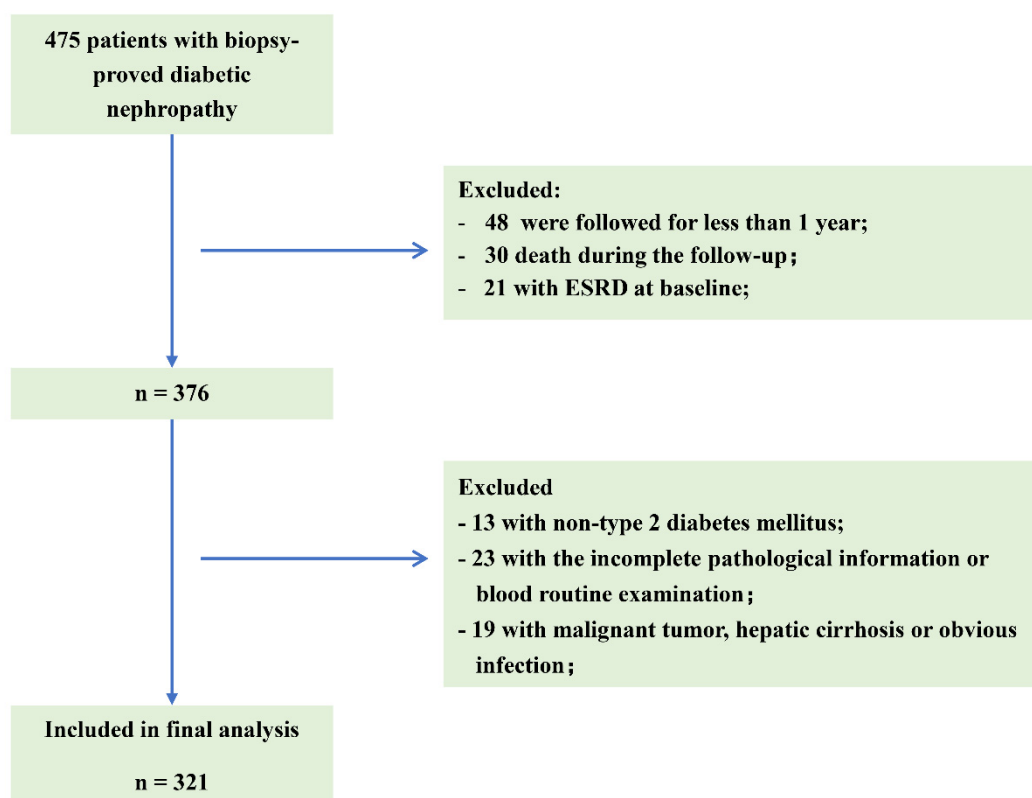 475 patients with biopsy-
proved diabetic
nephropathy
Excluded:
- 48 were followed for less than 1 year;
- 30 death during the follow-up；
- 21 with ESRD at baseline;
n = 376
Excluded
- 13 with non-type 2 diabetes mellitus;
- 23 with the incomplete pathological information or
blood routine examination；
- 19 with malignant tumor, hepatic cirrhosis or obvious
infection；
Included in final analysis
n = 321